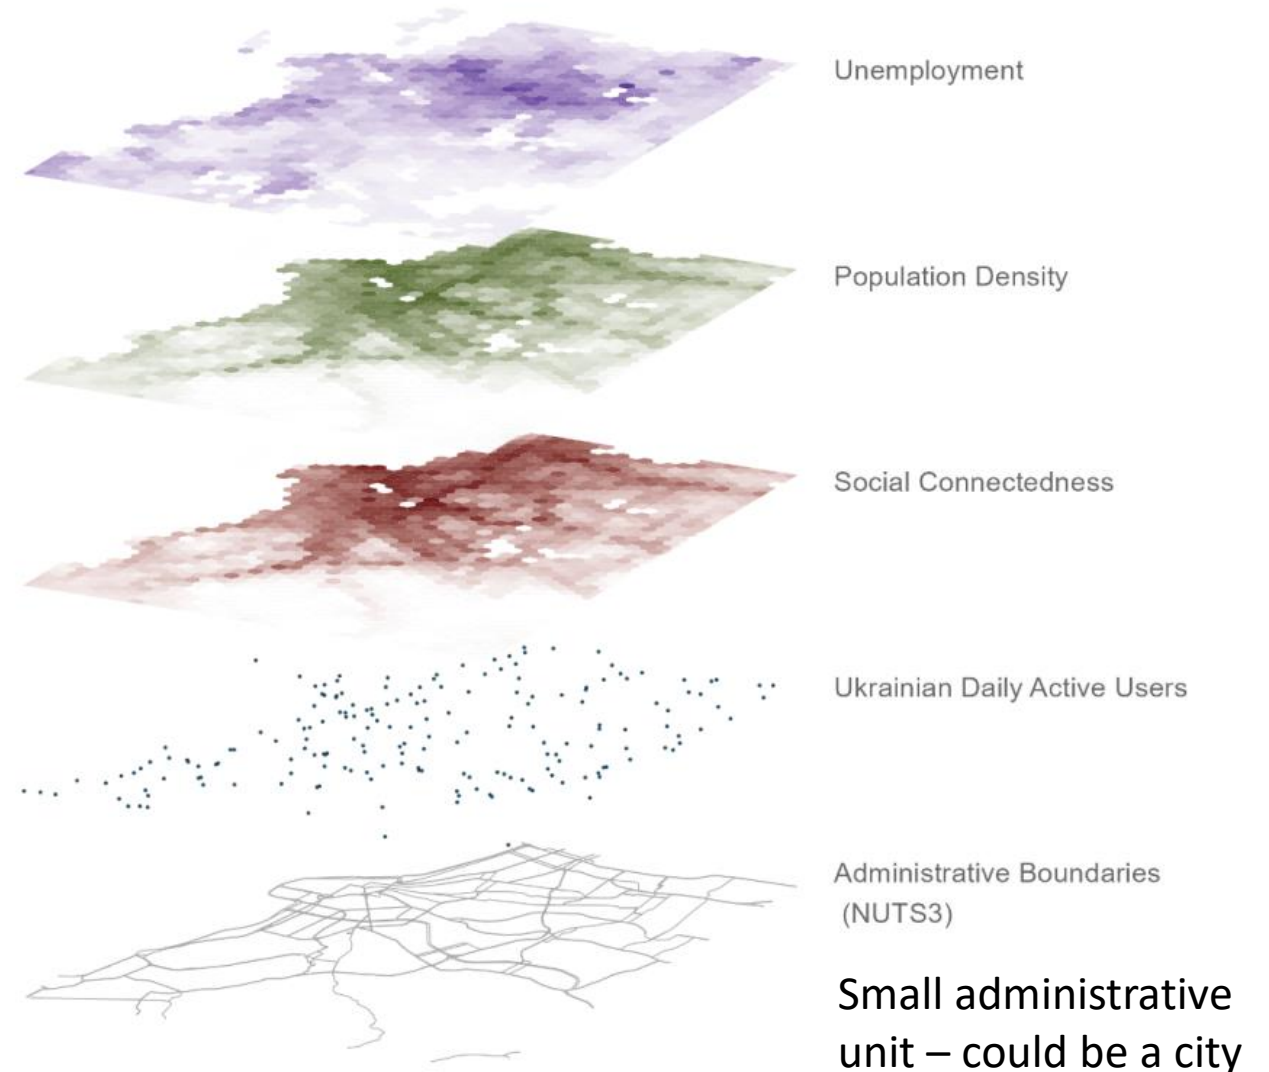 Unemployment
Population Density
Social Connectedness
Ukrainian Daily Active Users
Administrative Boundaries
(NUTS3)
Small administrative
unit – could be a city